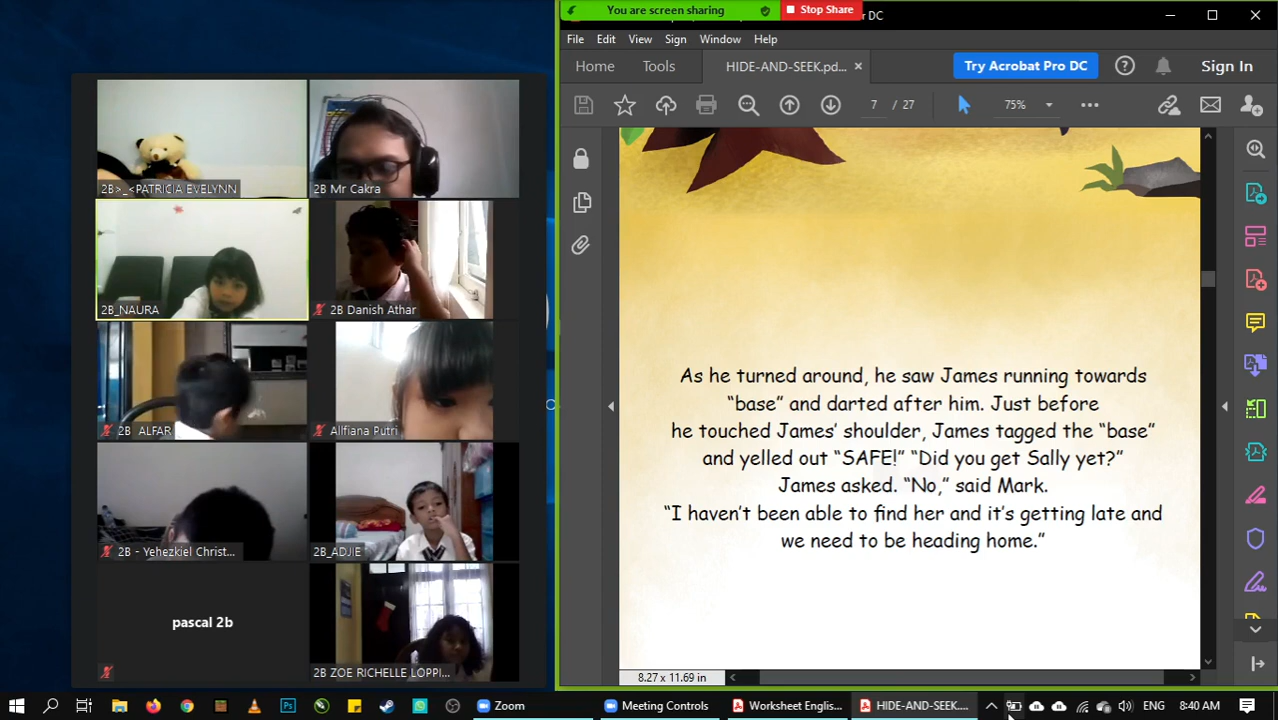 You are screen sharing
Stop Share
DC
File Edit View Sign Window Help
Home Tools HIDE-AND-SEEK.pd... Try Acrobat Pro DC Sign In
7 / 27 75%
2B>_<PATRICIA EVELYNN
2B Mr Cakra
2B_NAURA
2B Danish Athar
2B_ALFAR
Allfiana Putri
2B - Yehezkiel Christ...
2B_ADJIE
pascal 2b
2B ZOE RICHELLE LOPPI...
As he turned around, he saw James running towards
“base” and darted after him. Just before
he touched James’ shoulder, James tagged the “base”
and yelled out “SAFE!” “Did you get Sally yet?”
James asked. “No,” said Mark.
“I haven’t been able to find her and it’s getting late and
we need to be heading home.”
8.27 x 11.69 in
Zoom Meeting Controls Worksheet Englis... HIDE-AND-SEEK.... 8:40 AM